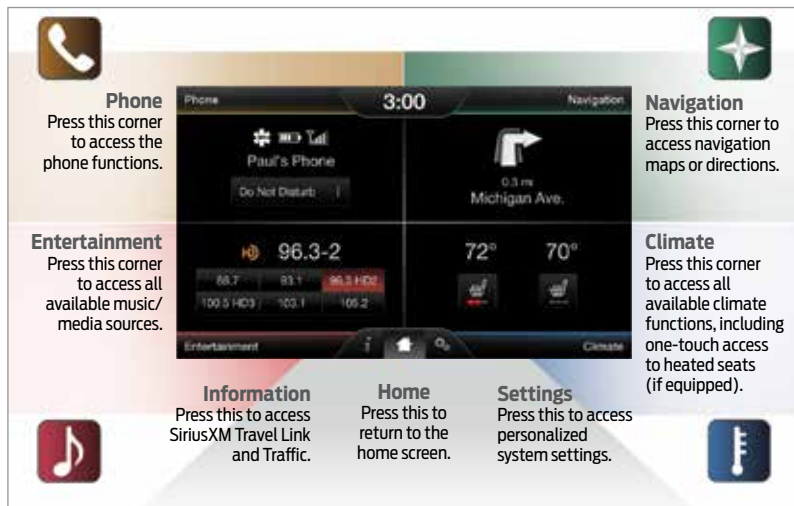 Phone
Press this corner
to access the
phone functions.
Phone
3:00
Navigation
Paul's Phone
Do Not Disturb
0.3 mi
Michigan Ave.
Navigation
Press this corner to
access navigation
maps or directions.
Entertainment
Press this corner
to access all
available music/
media sources.
96.3-2
88.7 93.1 96.3 HD2
100.5 HD3 103.1 105.2
72° 70°
Entertainment
i
Climate
Climate
Press this corner
to access all
available climate
functions, including
one-touch access
to heated seats
(if equipped).
Information
Press this to access
SiriusXM Travel Link
and Traffic.
Home
Press this to
return to the
home screen.
Settings
Press this to access
personalized
system settings.